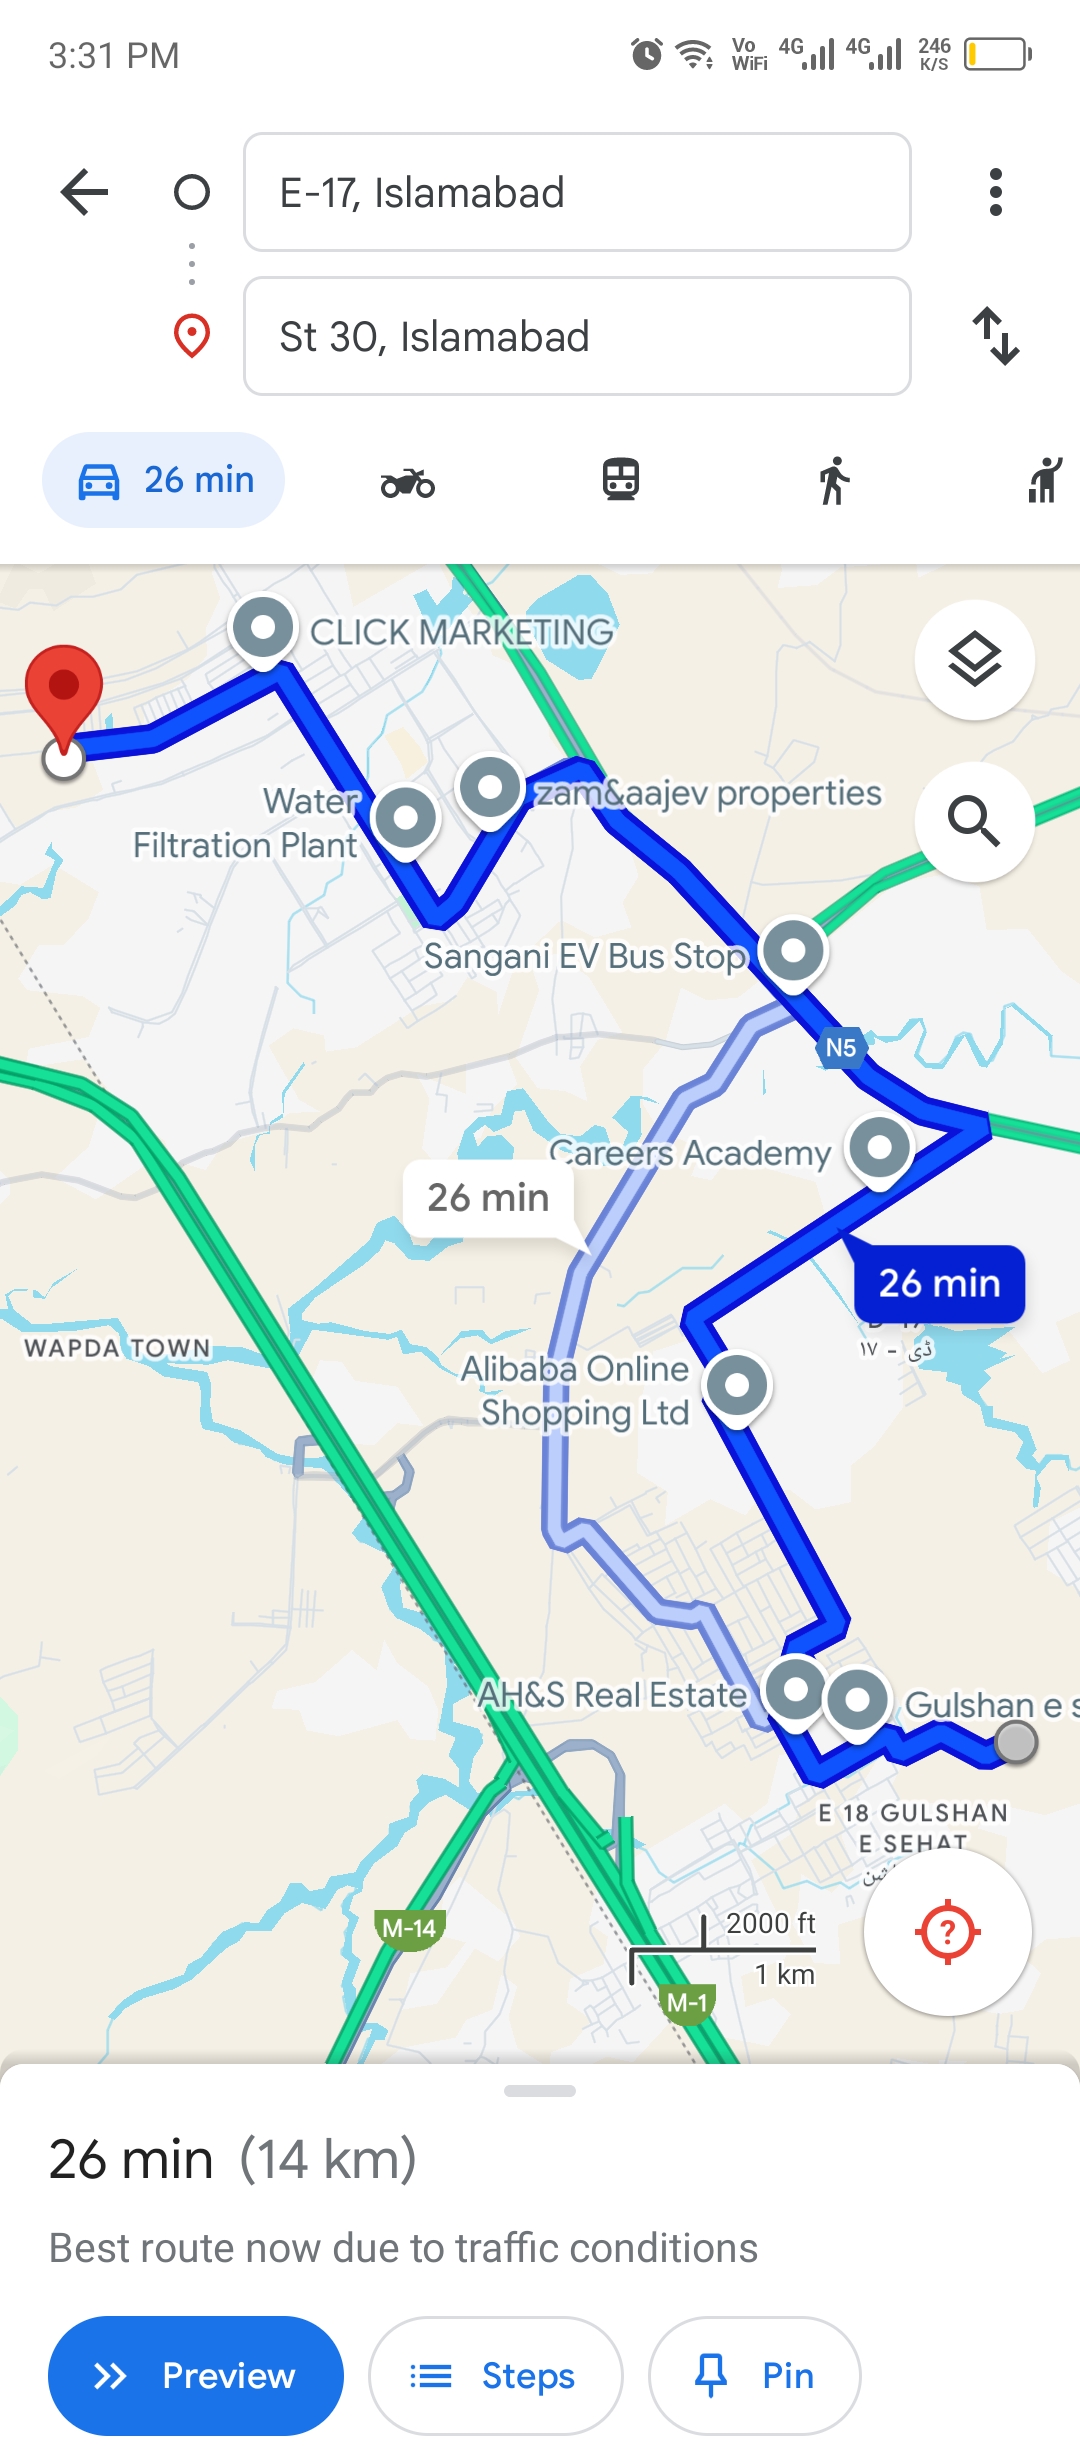 3:31 PM
Vo WiFi 4G 4G 246 K/S
E-17, Islamabad
St 30, Islamabad
26 min
CLICK MARKETING
Water
Filtration Plant
zam&aajev properties
Sangani EV Bus Stop
N5
Careers Academy
26 min
26 min
D-17
ڈی - ١٧
WAPDA TOWN
Alibaba Online
Shopping Ltd
AH&S Real Estate
Gulshan e s
E 18 GULSHAN
E SEHAT
M-14
2000 ft
1 km
?
M-1
26 min (14 km)
Best route now due to traffic conditions
Preview
Steps
Pin